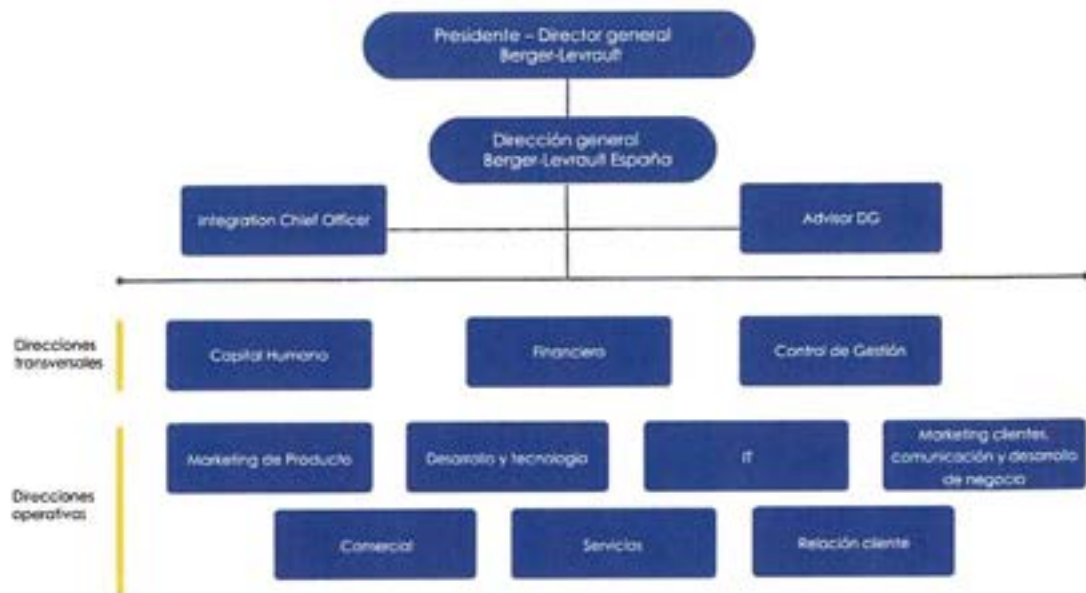 Presidente – Director general
Berger-Levrault
Dirección general
Berger-Levrault España
Integration Chief Officer
Advisor DG
Direcciones
transversales
Capital Humano
Financiero
Control de Gestión
Marketing de Producto
Desarrollo y tecnología
IT
Marketing clientes,
comunicación y desarrollo
de negocio
Direcciones
operativas
Comercial
Servicios
Relación cliente